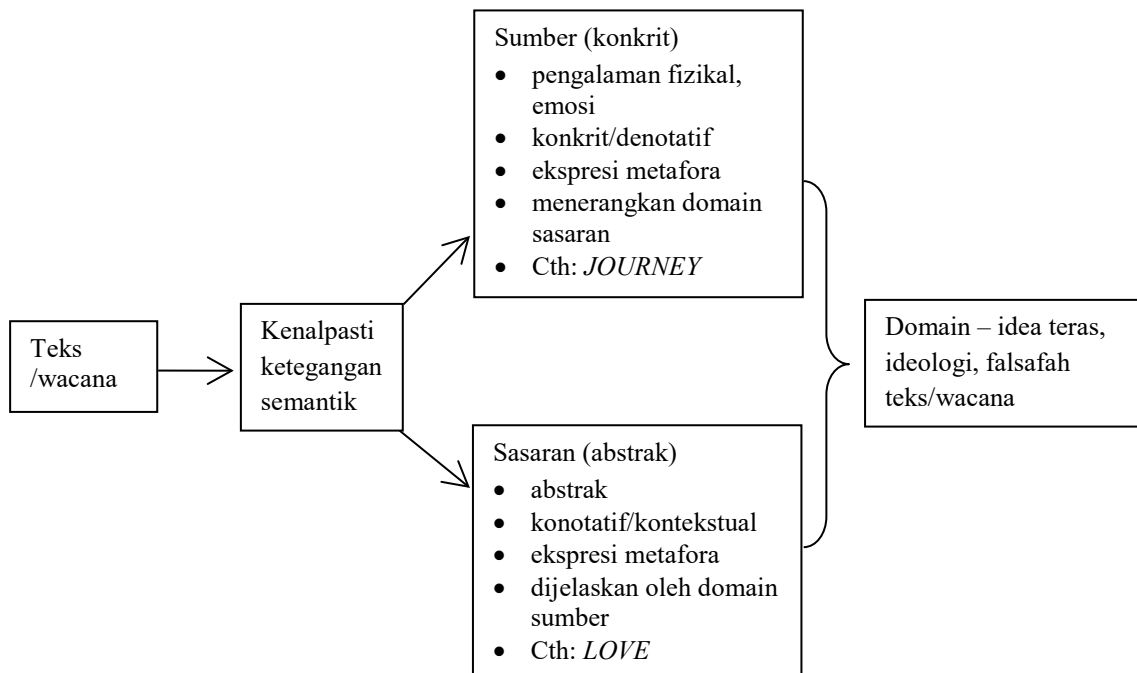 Teks
/wacana
Kenalpasti
ketegangan
semantik
Sumber (konkrit)
• pengalaman fizikal,
emosi
• konkrit/denotatif
• ekspresi metafora
• menerangkan domain
sasaran
• Cth: JOURNEY
Sasaran (abstrak)
• abstrak
• konotatif/kontekstual
• ekspresi metafora
• dijelaskan oleh domain
sumber
• Cth: LOVE
Domain – idea teras,
ideologi, falsafah
teks/wacana